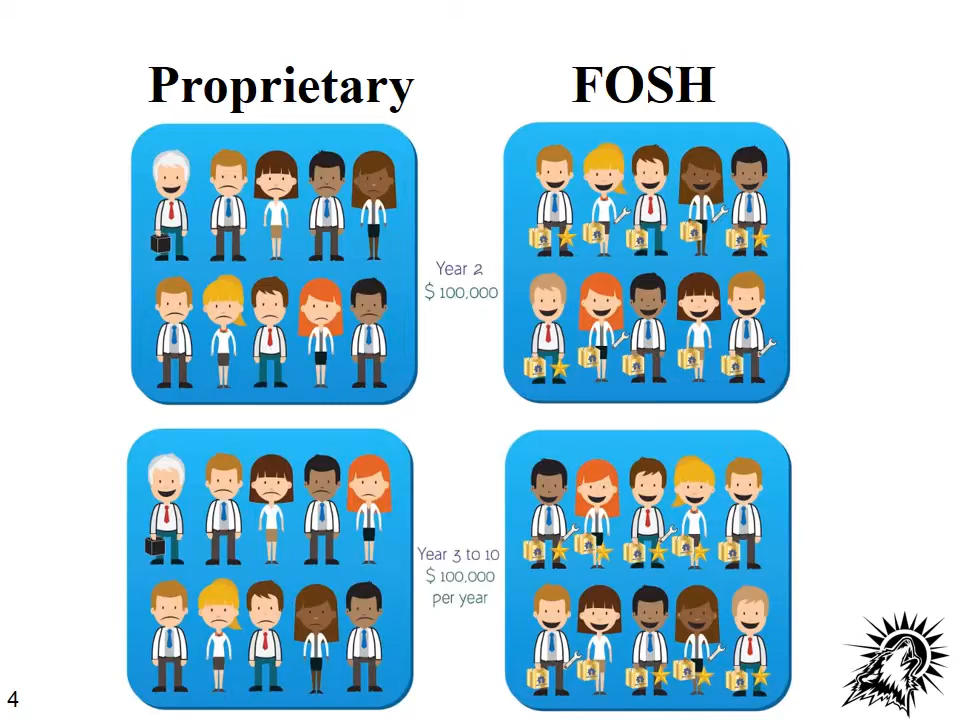 Proprietary
FOSH
Year 2
$ 100,000
Year 3 to 10
$ 100,000
per year
4